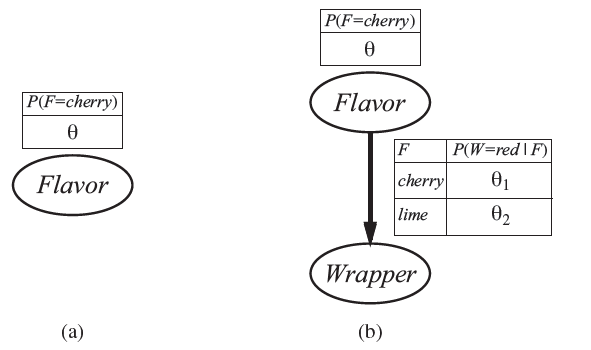 P(F=cherry)
θ
Flavor
(a)
P(F=cherry)
θ
Flavor
F P(W=red | F)
cherry θ1
lime θ2
Wrapper
(b)